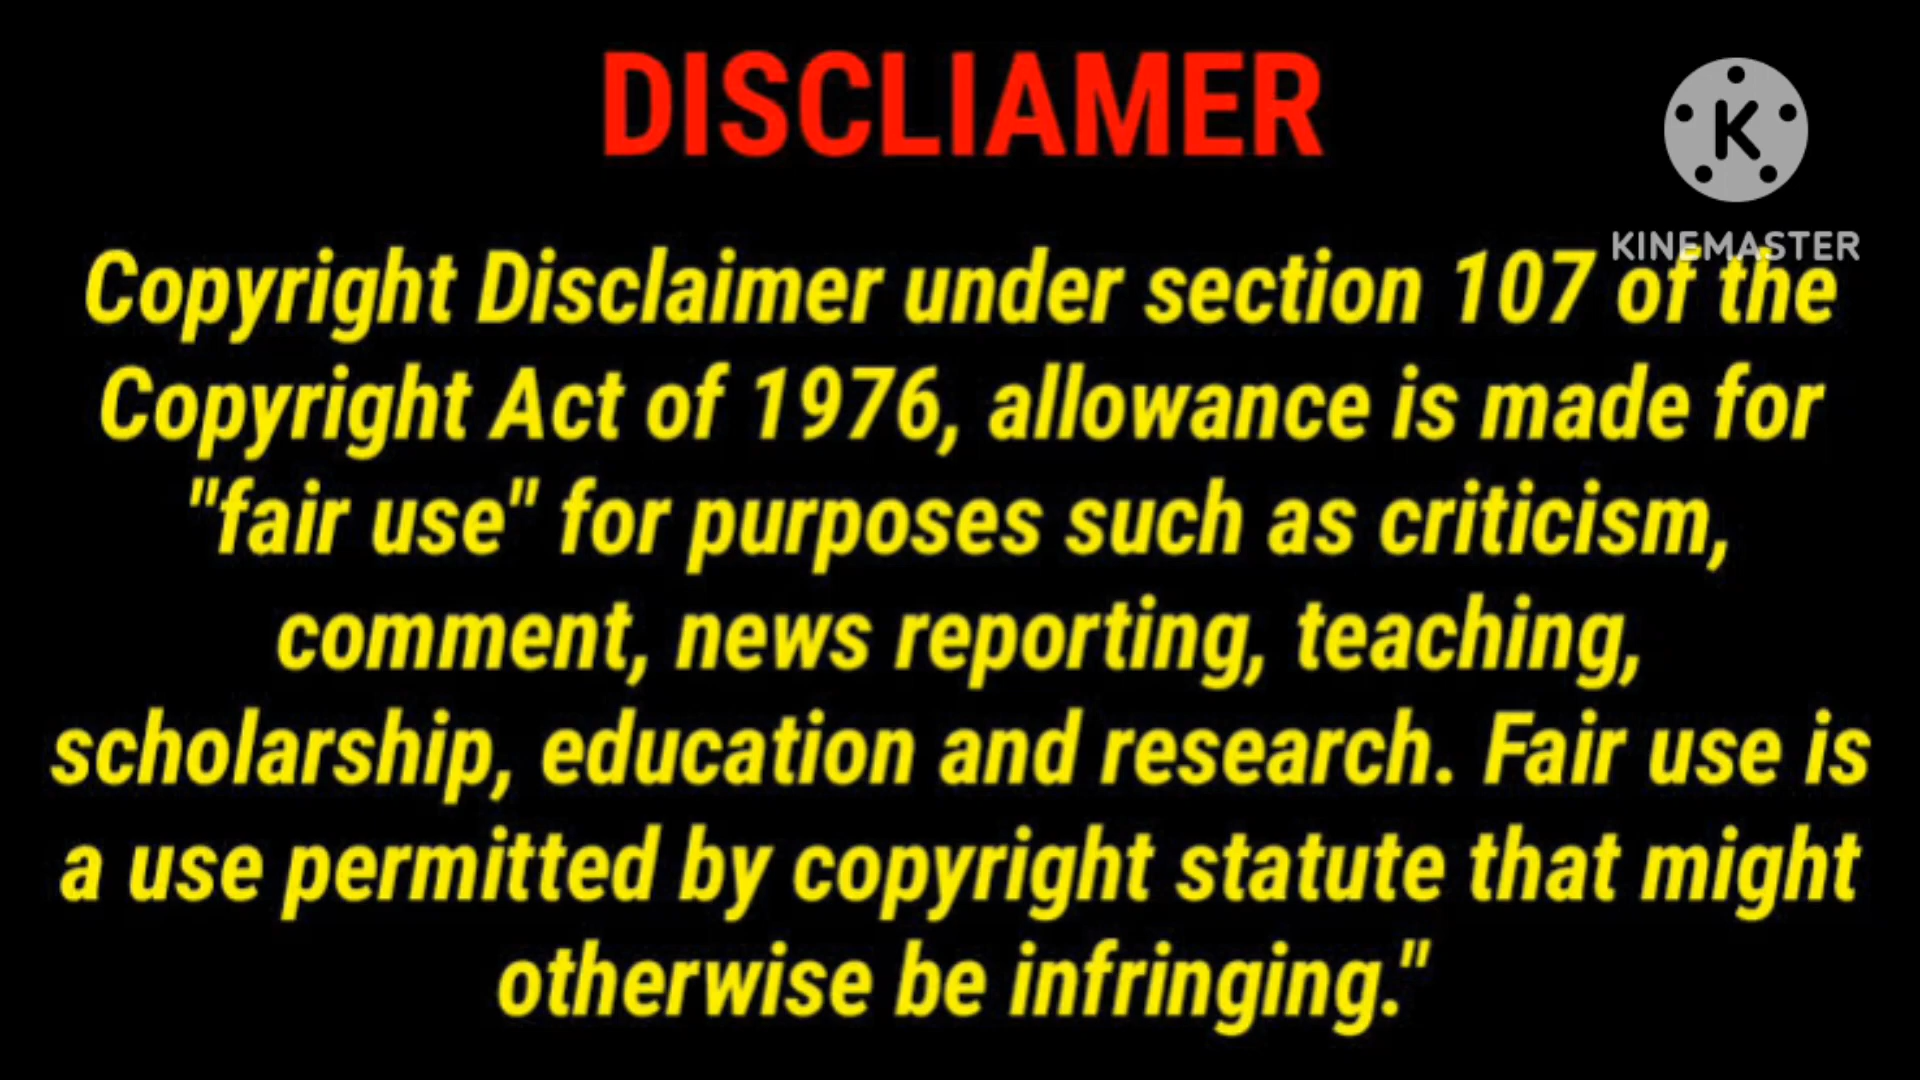 DISCLIAMER
K
KINEMASTER
Copyright Disclaimer under section 107 of the
Copyright Act of 1976, allowance is made for
"fair use" for purposes such as criticism,
comment, news reporting, teaching,
scholarship, education and research. Fair use is
a use permitted by copyright statute that might
otherwise be infringing."